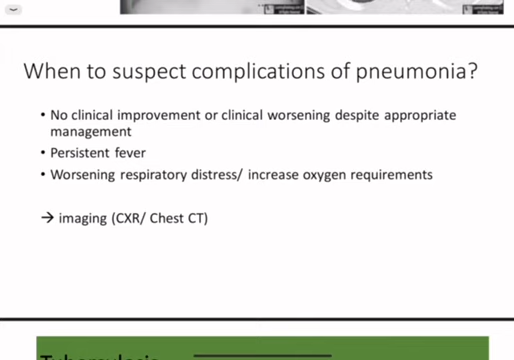 When to suspect complications of pneumonia?
• No clinical improvement or clinical worsening despite appropriate
management
• Persistent fever
• Worsening respiratory distress/ increase oxygen requirements
→ imaging (CXR/ Chest CT)
Tuberculosis